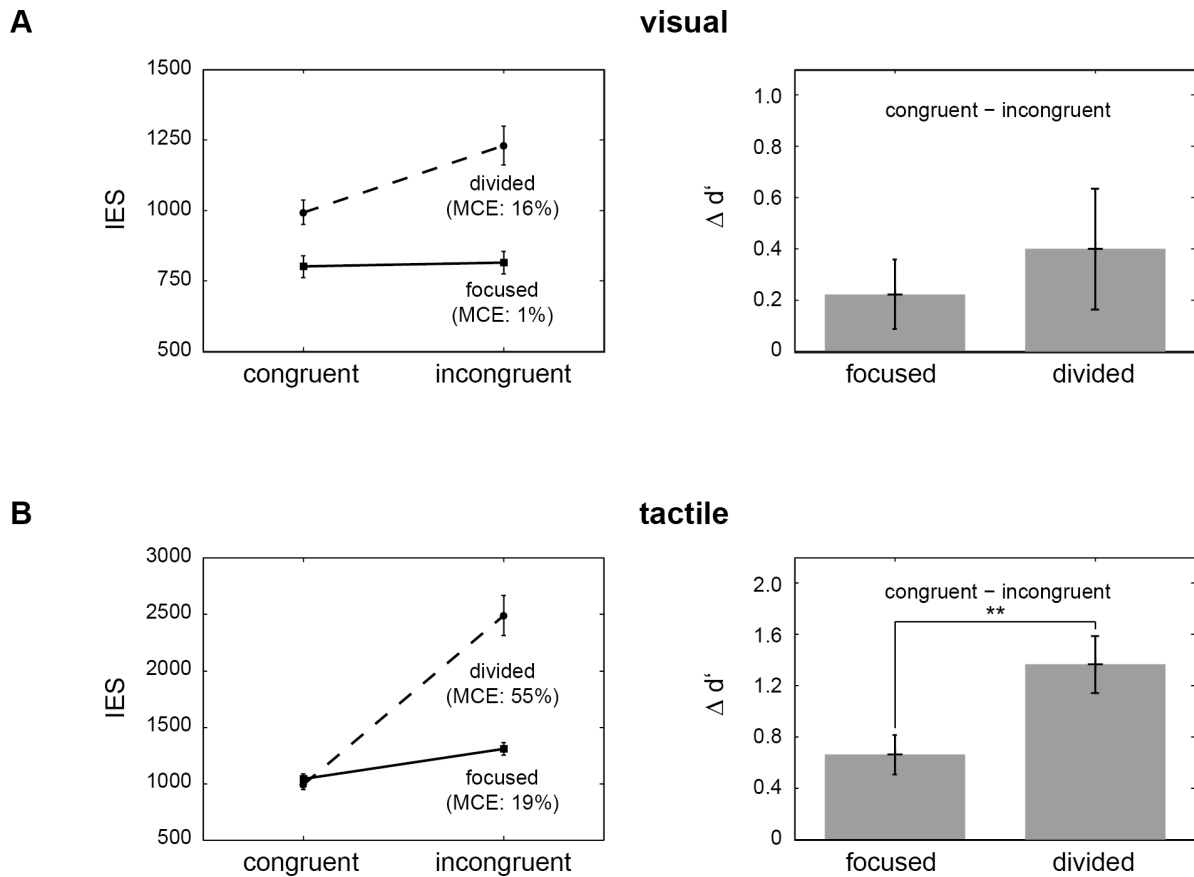 A
visual
1500
1250
1000
750
500
IES
divided
(MCE: 16%)
focused
(MCE: 1%)
congruent
incongruent
1.0
0.8
0.6
0.4
0.2
0
Δ d‘
congruent − incongruent
focused
divided
B
tactile
3000
2500
2000
1500
1000
500
IES
divided
(MCE: 55%)
focused
(MCE: 19%)
congruent
incongruent
2.0
1.6
1.2
0.8
0.4
0
Δ d‘
congruent − incongruent
**
focused
divided